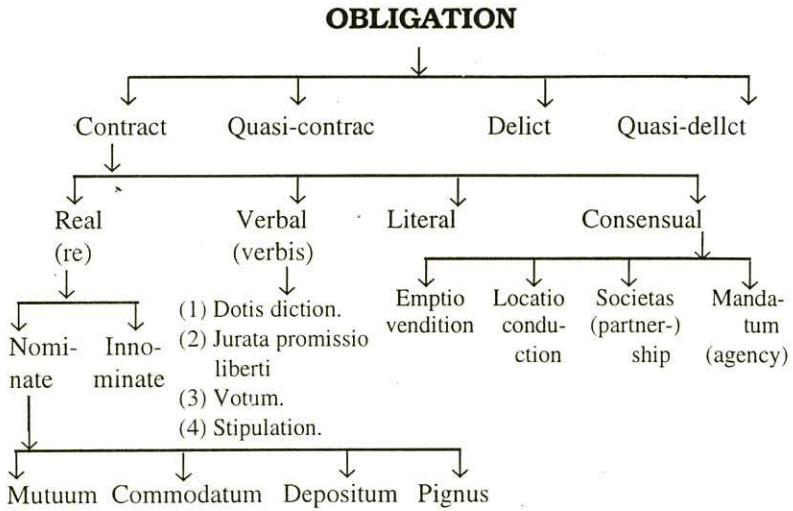 OBLIGATION
Contract Quasi-contrac Delict Quasi-dellct
Real Verbal Literal Consensual
(re) (verbis)
(1) Dotis diction.
(2) Jurata promissio
liberti
(3) Votum.
(4) Stipulation.
Emptio Locatio Societas Manda-
vendition condu- (partner-) tum
ction ship (agency)
Nomi- Inno-
nate minate
Mutuum Commodatum Depositum Pignus